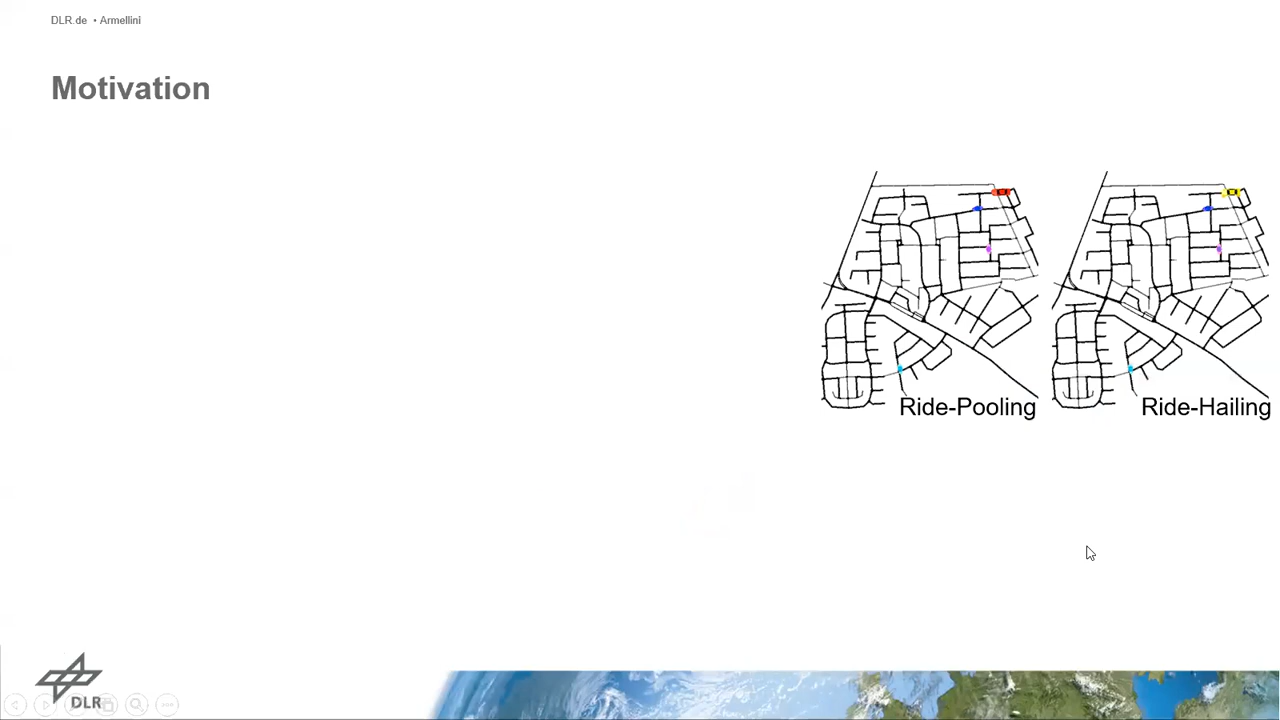 DLR.de • Armellini
Motivation
Ride-Pooling
Ride-Hailing
DLR